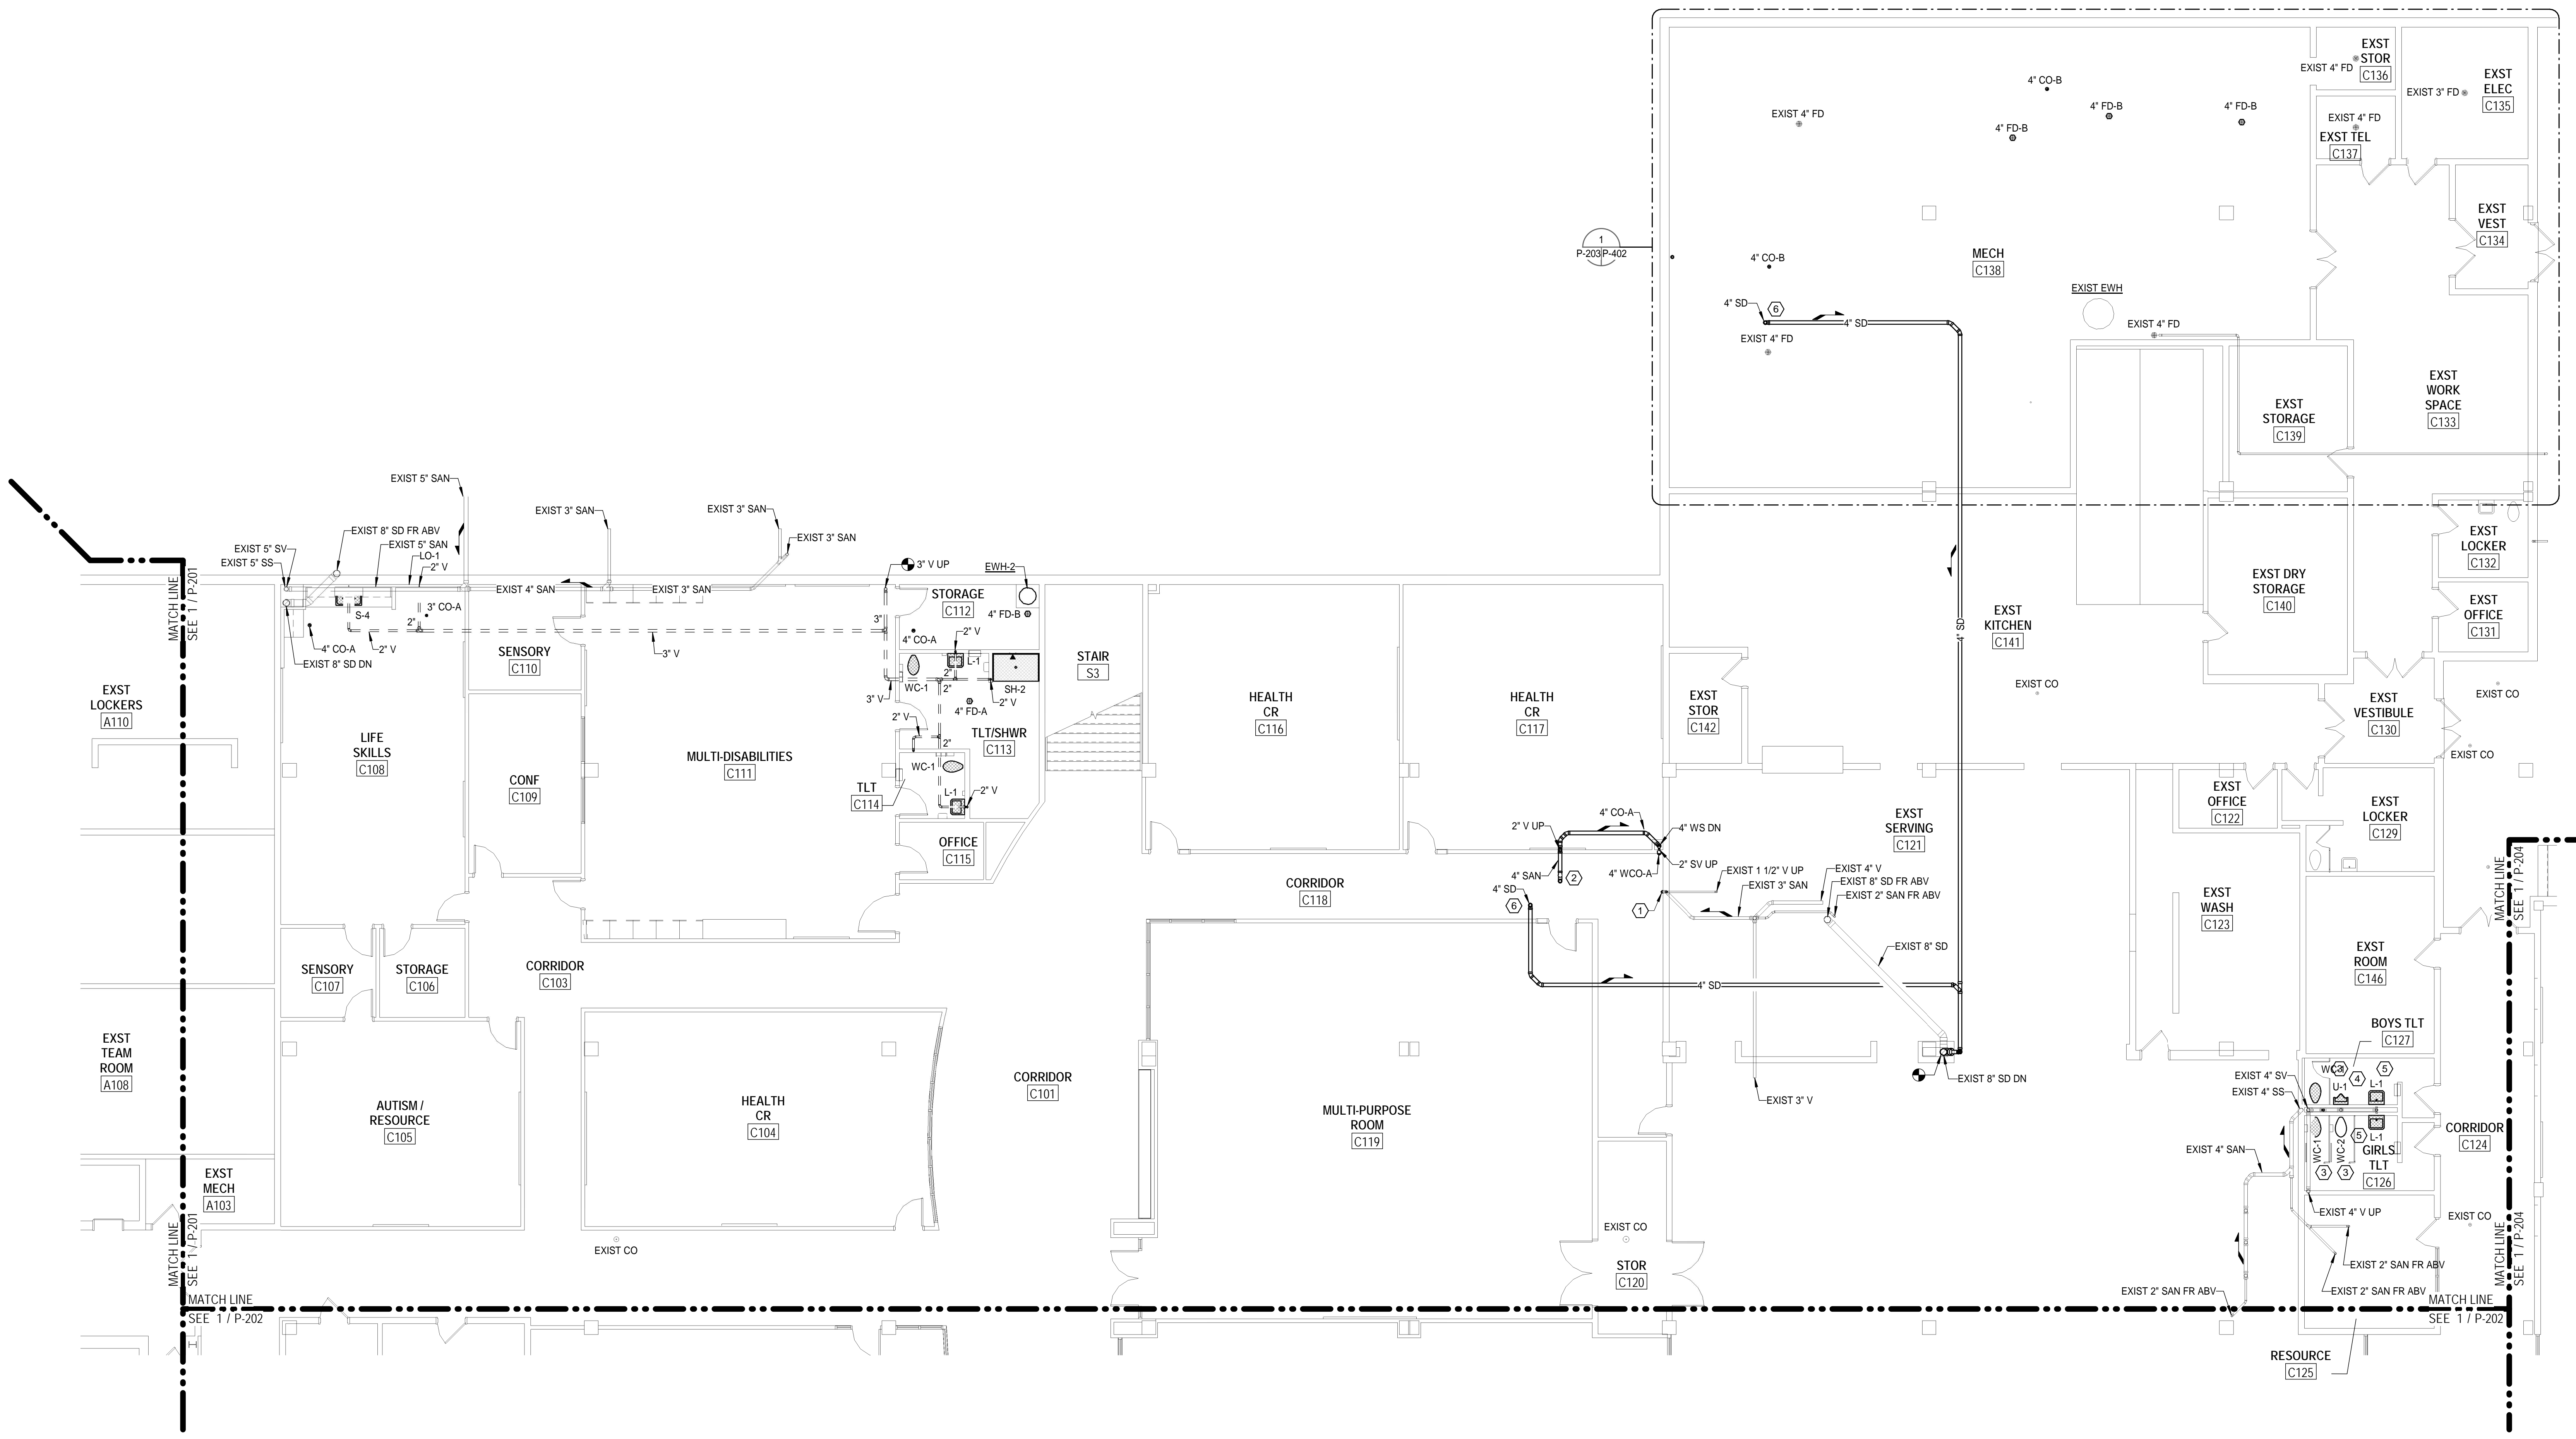 EXST
STOR
C136
EXIST 4" FD
EXST
ELEC
C135
EXIST 3" FD
4" CO-B
4" FD-B
4" FD-B
4" FD-B
EXIST 4" FD
EXIST 4" FD
EXST TEL
C137
EXST
VEST
C134
1
P-203
P-402
MECH
C138
4" CO-B
4" SD
6
4" SD
EXIST 4" FD
EXIST EWH
EXIST 4" FD
EXST
WORK
SPACE
C133
EXST
STORAGE
C139
EXIST 5" SAN
EXIST 3" SAN
EXIST 3" SAN
EXIST 3" SAN
EXIST 8" SD FR ABV
EXIST 5" SV
EXIST 5" SAN
LO-1
EXIST 5" SS
2" V
MATCH LINE
SEE 1 / P-201
EXIST 4" SAN
EXIST 3" SAN
3" V UP
EWH-2
STORAGE
C112
4" FD-B
S-4
3" CO-A
2"
3"
4" CO-A
2" V
4" CO-A
2" V
EXIST 8" SD DN
3" V
SENSORY
C110
L-1
WC-1
2"
2"
SH-2
3" V
2" V
4" FD-A
2" V
2"
TLT/SHWR
C113
STAIR
S3
EXST
LOCKERS
A110
LIFE
SKILLS
C108
CONF
C109
MULTI-DISABILITIES
C111
WC-1
TLT
C114
L-1
2" V
OFFICE
C115
HEALTH
CR
C116
HEALTH
CR
C117
EXST
STOR
C142
EXST
KITCHEN
C141
4" SD
EXST DRY
STORAGE
C140
EXST
LOCKER
C132
EXST
OFFICE
C131
EXIST CO
EXIST CO
EXST
VESTIBULE
C130
EXIST CO
EXST
OFFICE
C122
EXST
LOCKER
C129
4" CO-A
2" V UP
4" WS DN
2" SV UP
4" SAN
2
4" WCO-A
EXST
SERVING
C121
EXIST 1 1/2" V UP
EXIST 3" SAN
EXIST 4" V
EXIST 8" SD FR ABV
EXIST 2" SAN FR ABV
1
4" SD
6
CORRIDOR
C118
EXIST 8" SD
4" SD
EXST
WASH
C123
MATCH LINE
SEE 1 / P-204
EXST
ROOM
C146
SENSORY
C107
STORAGE
C106
CORRIDOR
C103
EXST
TEAM
ROOM
A108
AUTISM /
RESOURCE
C105
HEALTH
CR
C104
CORRIDOR
C101
MULTI-PURPOSE
ROOM
C119
EXIST 8" SD DN
EXIST 3" V
BOYS TLT
C127
4
5
U-1
L-1
EXIST 4" SV
EXIST 4" SS
WC-1
WC-2
5
L-1
3
3
GIRLS
TLT
C126
CORRIDOR
C124
EXIST 4" SAN
EXIST 4" V UP
EXIST CO
EXST
MECH
A103
MATCH LINE
SEE 1 / P-201
EXIST CO
EXIST CO
STOR
C120
EXIST 2" SAN FR ABV
EXIST 2" SAN FR ABV
EXIST 2" SAN FR ABV
MATCH LINE
SEE 1 / P-204
MATCH LINE
SEE 1 / P-202
MATCH LINE
SEE 1 / P-202
RESOURCE
C125